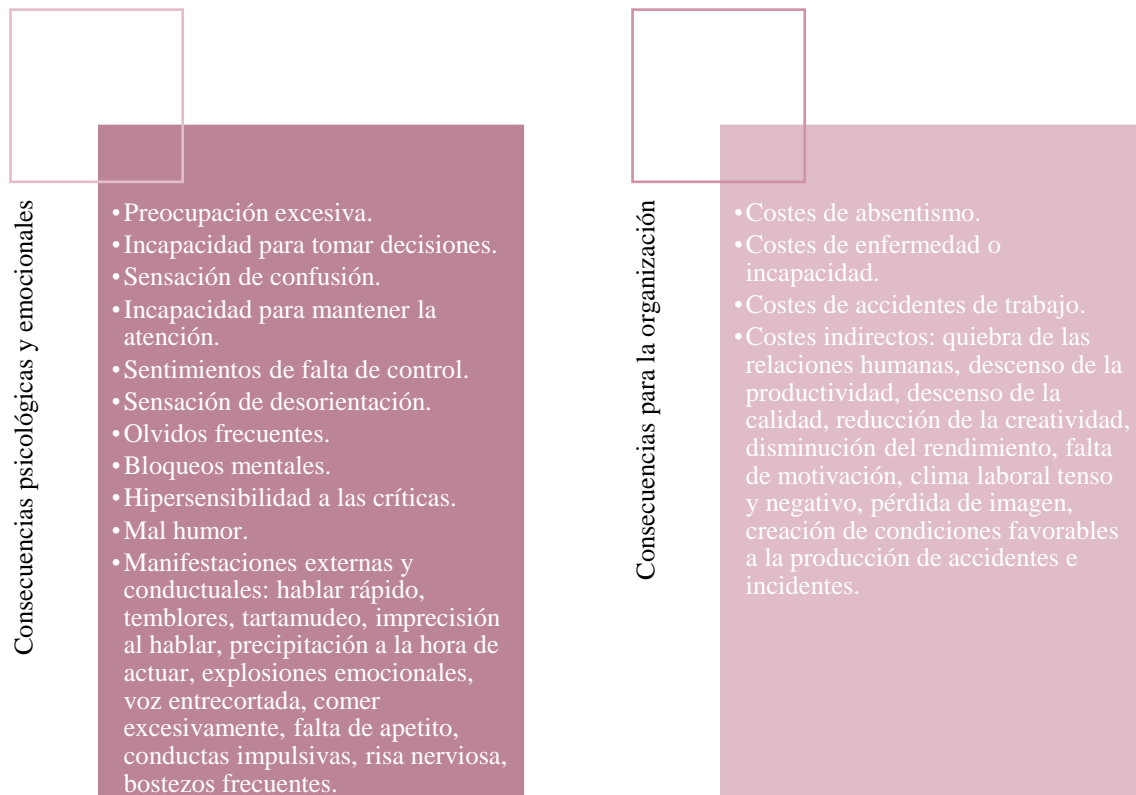 Consecuencias psicológicas y emocionales
•Preocupación excesiva.
•Incapacidad para tomar decisiones.
•Sensación de confusión.
•Incapacidad para mantener la
atención.
•Sentimientos de falta de control.
•Sensación de desorientación.
•Olvidos frecuentes.
•Bloqueos mentales.
•Hipersensibilidad a las críticas.
•Mal humor.
•Manifestaciones externas y
conductuales: hablar rápido,
temblores, tartamudeo, imprecisión
al hablar, precipitación a la hora de
actuar, explosiones emocionales,
voz entrecortada, comer
excesivamente, falta de apetito,
conductas impulsivas, risa nerviosa,
bostezos frecuentes.
Consecuencias para la organización
•Costes de absentismo.
•Costes de enfermedad o
incapacidad.
•Costes de accidentes de trabajo.
•Costes indirectos: quiebra de las
relaciones humanas, descenso de la
productividad, descenso de la
calidad, reducción de la creatividad,
disminución del rendimiento, falta
de motivación, clima laboral tenso
y negativo, pérdida de imagen,
creación de condiciones favorables
a la producción de accidentes e
incidentes.